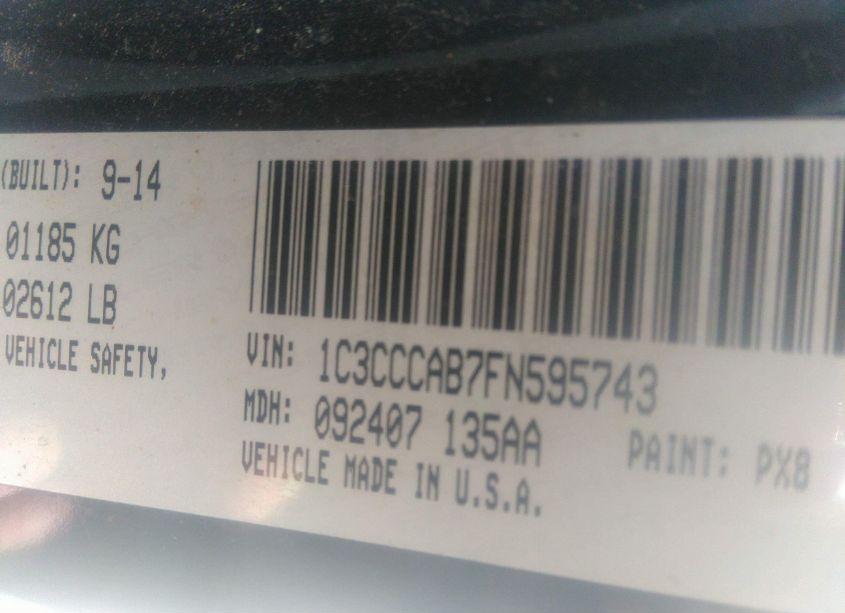 (BUILT): 9-14
01185 KG
02612 LB
VEHICLE SAFETY,
VIN: 1C3CCCAB7FN595743
MDH: 092407 135AA PAINT: PX8
VEHICLE MADE IN U.S.A.